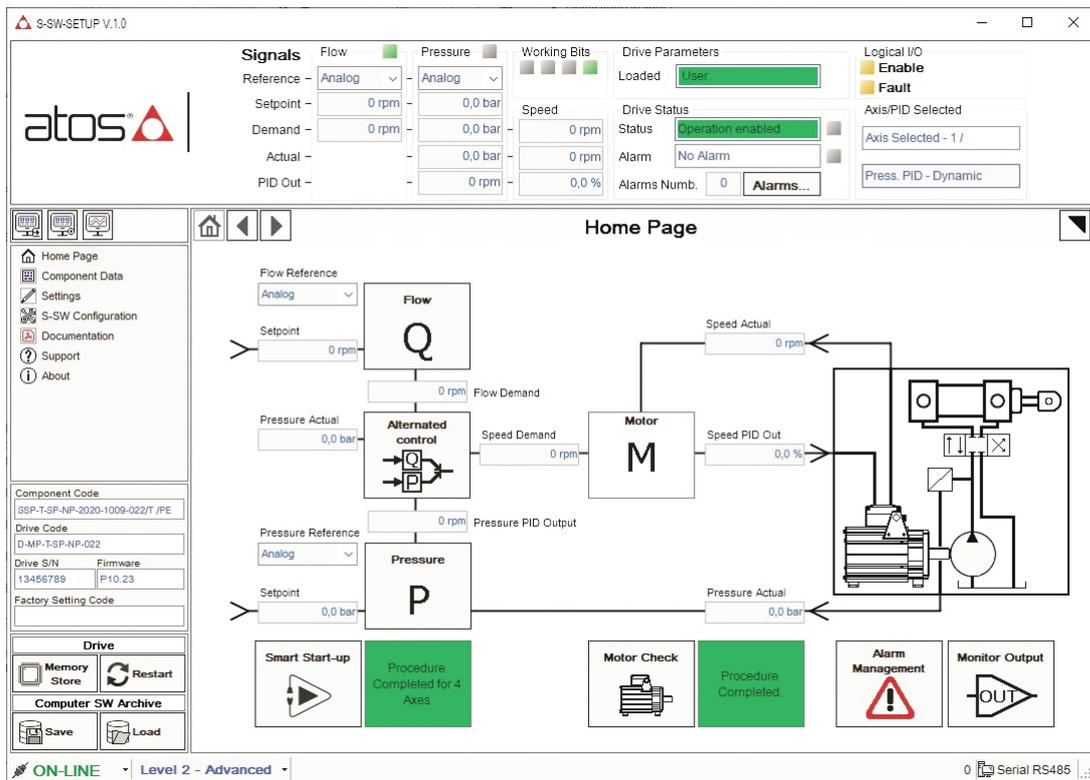 S-SW-SETUP V.1.0
atos
Signals
Flow
Pressure
Working Bits
Drive Parameters
Logical I/O
Reference
Analog
Analog
Loaded
User
Enable
Fault
Setpoint
0 rpm
0,0 bar
Speed
Drive Status
Axis/PID Selected
Demand
0 rpm
0,0 bar
0 rpm
Status
Operation enabled
Axis Selected - 1 /
Actual
0,0 bar
0 rpm
Alarm
No Alarm
PID Out
0 rpm
0,0 %
Alarms Numb.
0
Alarms...
Press. PID - Dynamic
Home Page
Home Page
Component Data
Settings
S-SW Configuration
Documentation
Support
About
Component Code
SSP-T-SP-NP-2020-1009-022/T /PE
Drive Code
D-MP-T-SP-NP-022
Drive S/N
Firmware
13456789
P10.23
Factory Setting Code
Drive
Memory
Store
Restart
Computer SW Archive
Save
Load
Flow Reference
Analog
Flow
Q
Setpoint
0 rpm
0 rpm
Flow Demand
Pressure Actual
0,0 bar
Alternated
control
Q
P
Speed Demand
0 rpm
Motor
M
Speed Actual
0 rpm
Speed PID Out
0,0 %
0 rpm
Pressure PID Output
Pressure Reference
Analog
Pressure
P
Setpoint
0,0 bar
Pressure Actual
0,0 bar
Smart Start-up
Procedure
Completed for 4
Axes
Motor Check
Procedure
Completed.
Alarm
Management
Monitor Output
OUT
ON-LINE
Level 2 - Advanced
0
Serial RS485